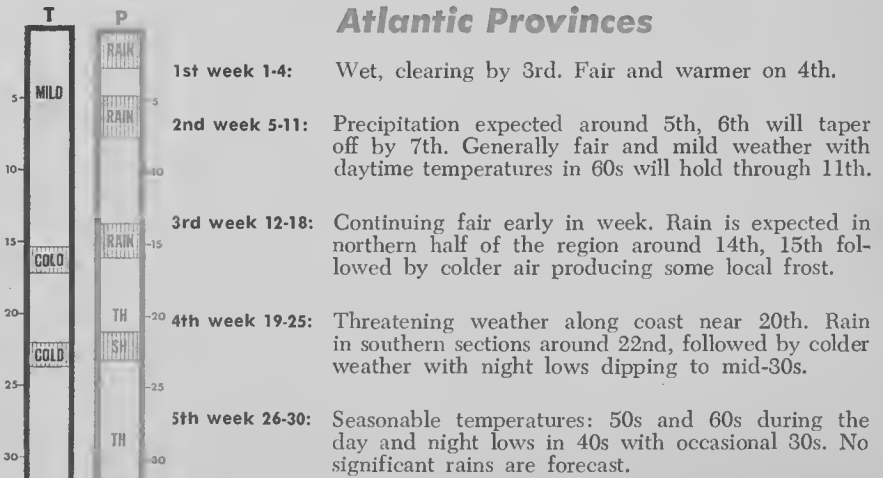 T
P
Atlantic Provinces
RAIN
1st week 1-4:
Wet, clearing by 3rd. Fair and warmer on 4th.
MILD
5
5
RAIN
2nd week 5-11:
Precipitation expected around 5th, 6th will taper
off by 7th. Generally fair and mild weather with
daytime temperatures in 60s will hold through 11th.
10
10
3rd week 12-18:
Continuing fair early in week. Rain is expected in
northern half of the region around 14th, 15th fol-
lowed by colder air producing some local frost.
15
15
RAIN
COLD
20
20
TH
4th week 19-25:
Threatening weather along coast near 20th. Rain
in southern sections around 22nd, followed by colder
weather with night lows dipping to mid-30s.
SH
COLD
25
25
5th week 26-30:
Seasonable temperatures: 50s and 60s during the
day and night lows in 40s with occasional 30s. No
significant rains are forecast.
TH
30
30